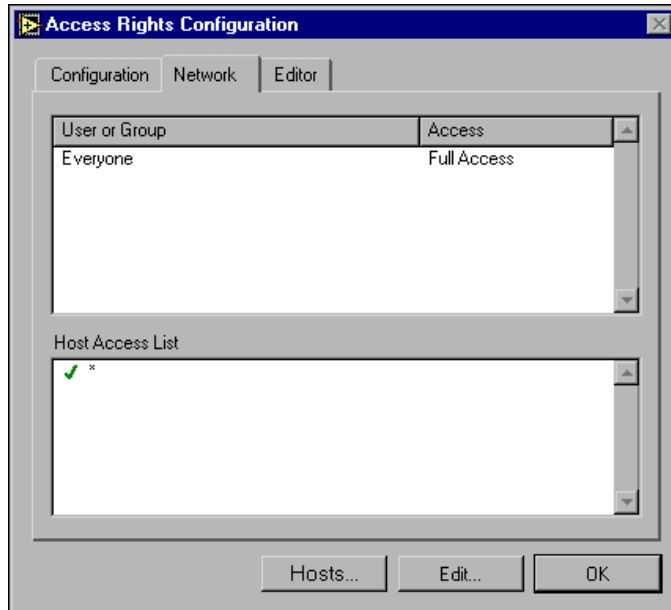 Access Rights Configuration
Configuration Network Editor
User or Group Access
Everyone Full Access
Host Access List
*
Hosts... Edit... OK